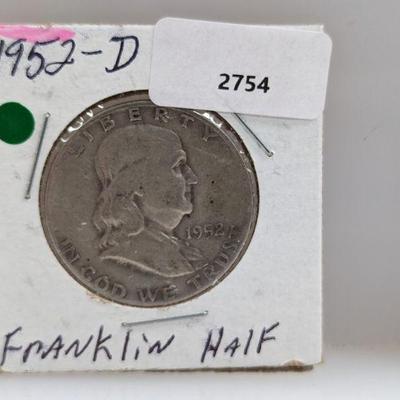 1952-D
2754
LIBERTY
1952
IN GOD WE TRUST
FRANKLIN HALF